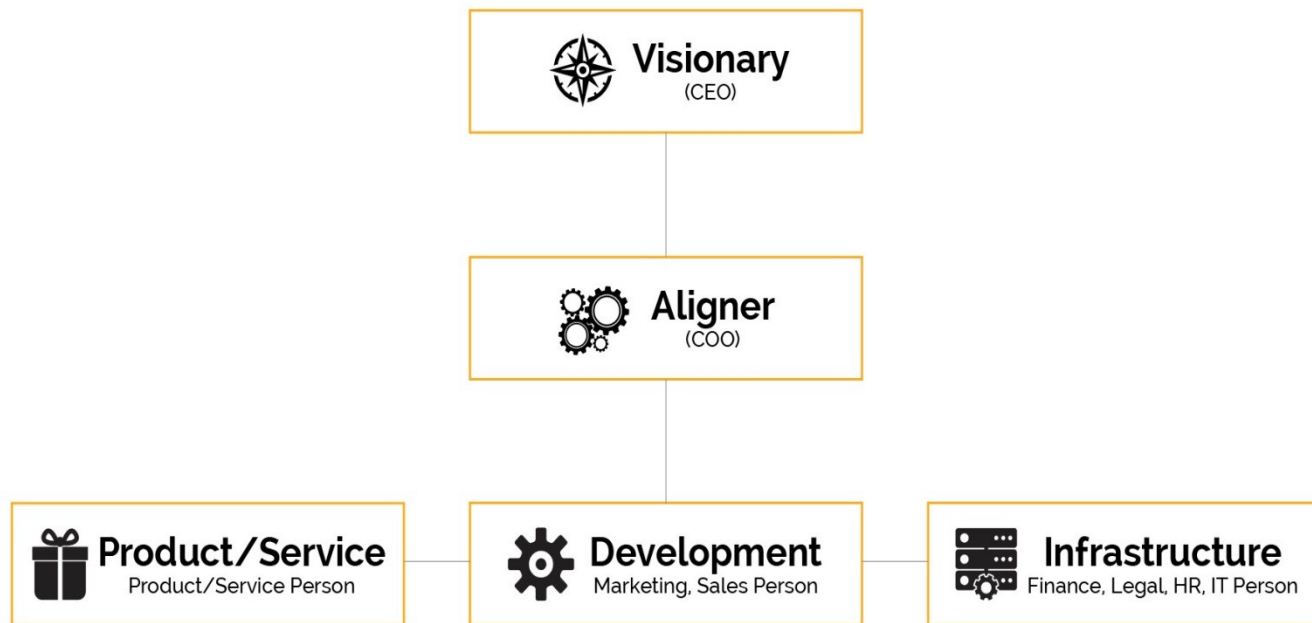 Visionary
(CEO)
Aligner
(COO)
Product/Service
Product/Service Person
Development
Marketing, Sales Person
Infrastructure
Finance, Legal, HR, IT Person